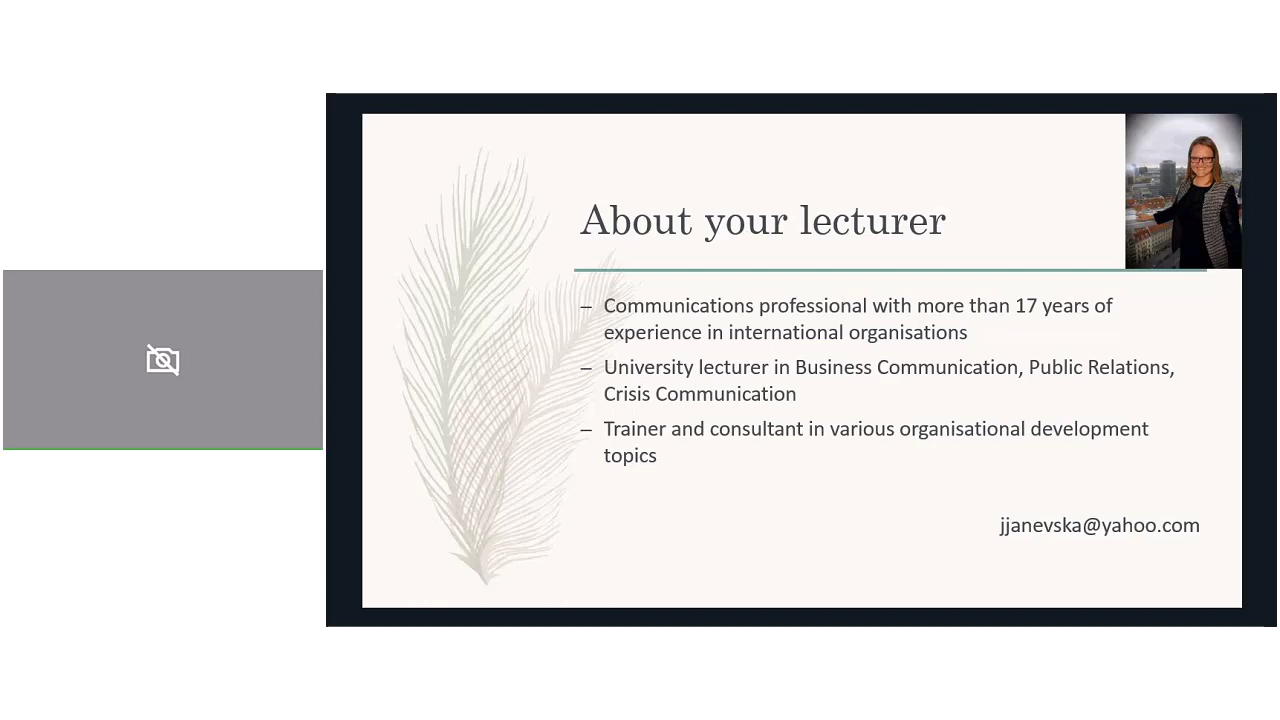 About your lecturer
– Communications professional with more than 17 years of
experience in international organisations
– University lecturer in Business Communication, Public Relations,
Crisis Communication
– Trainer and consultant in various organisational development
topics
jjanevska@yahoo.com